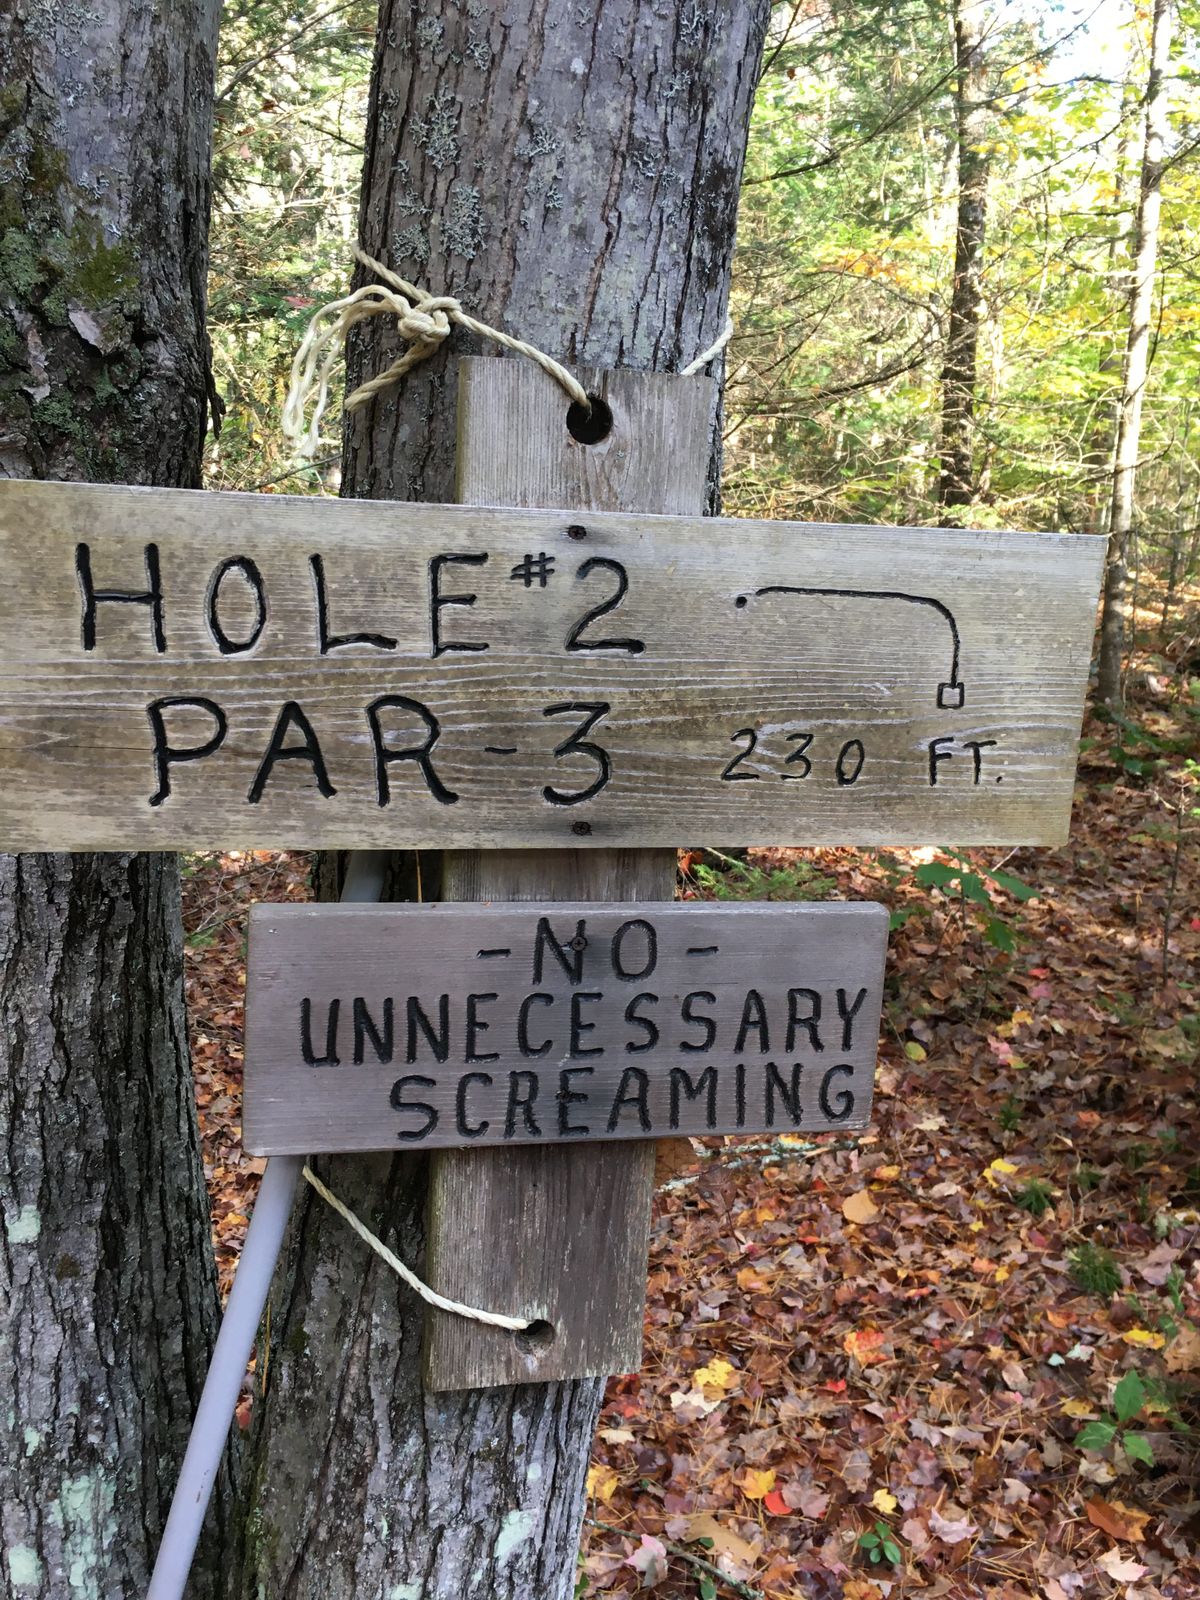 HOLE #2
PAR - 3
230 FT.
- NO -
UNNECESSARY
SCREAMING